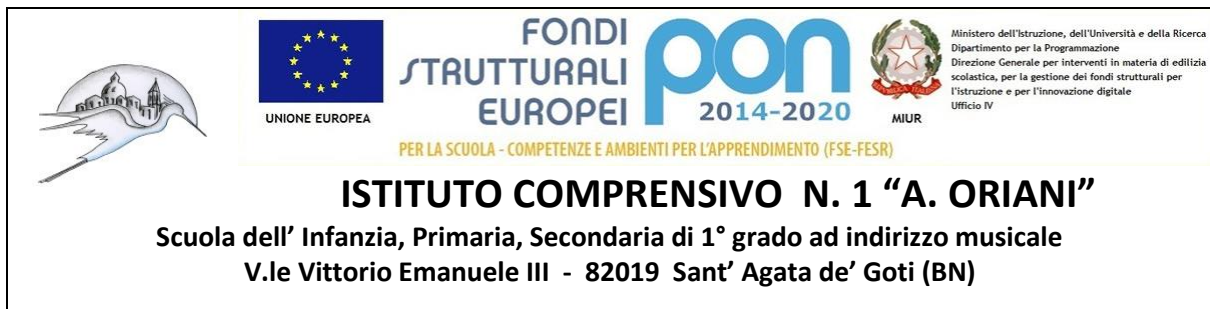 UNIONE EUROPEA
FONDI
STRUTTURALI
EUROPEI
pon
2014-2020
MIUR
Ministero dell'Istruzione, dell'Università e della Ricerca
Dipartimento per la Programmazione
Direzione Generale per interventi in materia di edilizia
scolastica, per la gestione dei fondi strutturali per
l'istruzione e per l'innovazione digitale
Ufficio IV
PER LA SCUOLA - COMPETENZE E AMBIENTI PER L'APPRENDIMENTO (FSE-FESR)
ISTITUTO COMPRENSIVO N. 1 “A. ORIANI”
Scuola dell’ Infanzia, Primaria, Secondaria di 1° grado ad indirizzo musicale
V.le Vittorio Emanuele III - 82019 Sant’ Agata de’ Goti (BN)